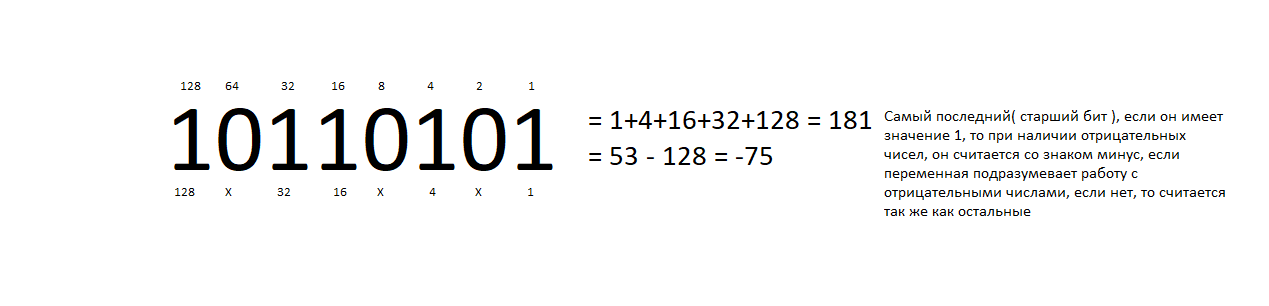 128 64 32 16 8 4 2 1
10110101
128 X 32 16 X 4 X 1
= 1+4+16+32+128 = 181
= 53 - 128 = -75
Самый последний( старший бит ), если он имеет
значение 1, то при наличии отрицательных
чисел, он считается со знаком минус, если
переменная подразумевает работу с
отрицательными числами, если нет, то считается
так же как остальные